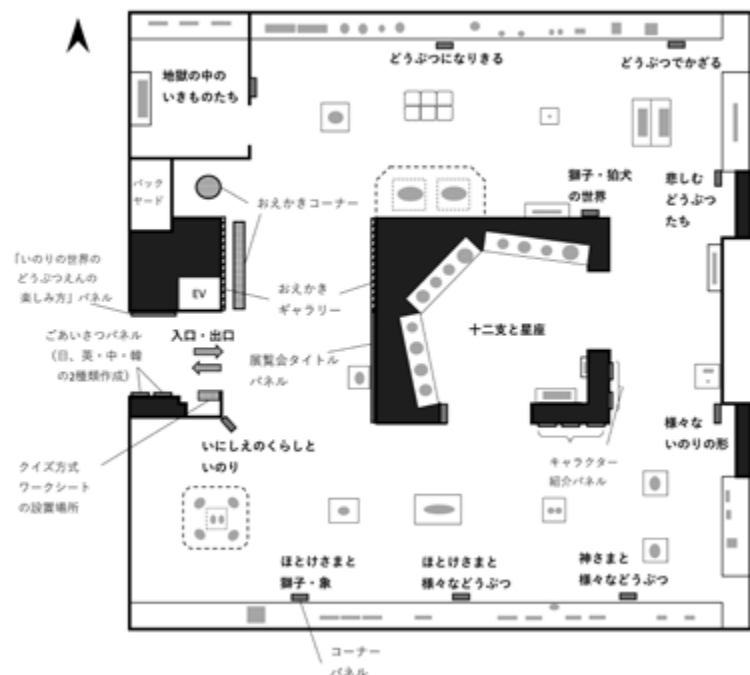 どうぶつになりきる
どうぶつでかざる
地獄の中の
いきものたち
バック
ヤード
おえかきコーナー
獅子・狛犬
の世界
悲しむ
どうぶつ
たち
「いのりの世界の
どうぶつえんの
楽しみ方」パネル
EV
おえかき
ギャラリー
ごあいさつパネル
(日、英・中・韓
の2種類作成)
入口・出口
十二支と星座
展覧会タイトル
パネル
いにしえのくらしと
いのり
クイズ方式
ワークシート
の設置場所
キャラクター
紹介パネル
様々な
いのりの形
ほとけさまと
獅子・象
ほとけさまと
様々などうぶつ
神さまと
様々などうぶつ
コーナー
パネル